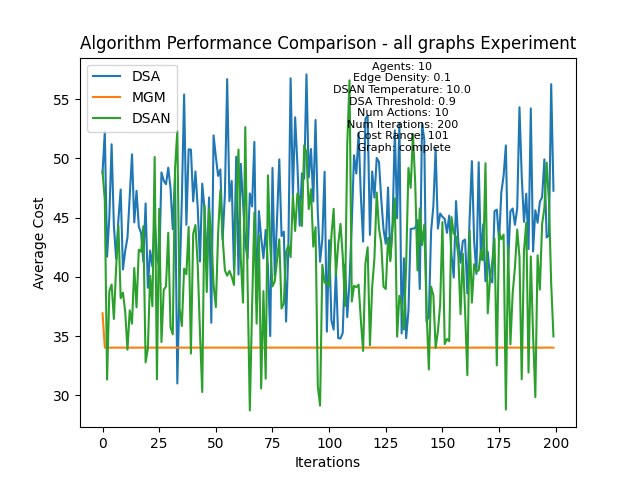 Algorithm Performance Comparison - all graphs Experiment
DSA
MGM
DSAN
Agents: 10
Edge Density: 0.1
DSAN Temperature: 10.0
DSA Threshold: 0.9
Num Actions: 10
Num Iterations: 200
Cost Range: 101
Graph: complete
Average Cost
55
50
45
40
35
30
0
25
50
75
100
125
150
175
200
Iterations